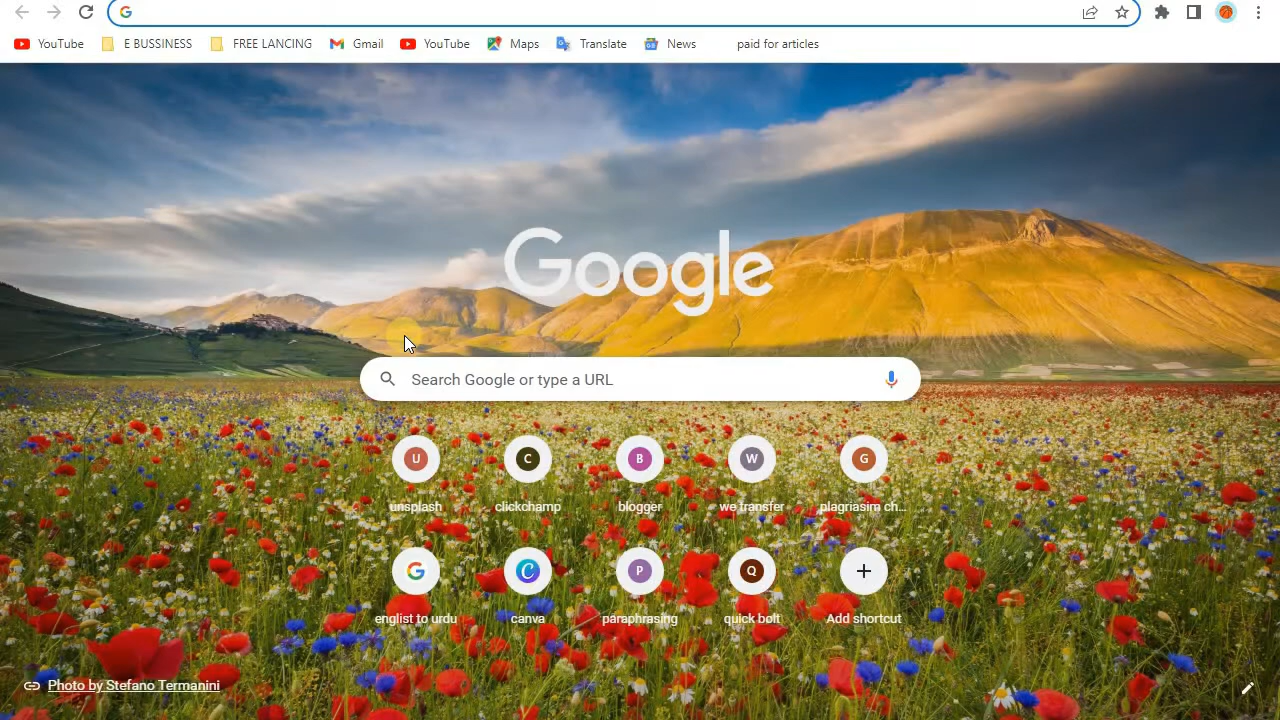 YouTube E BUSSINESS FREE LANCING Gmail YouTube Maps Translate News paid for articles
Google
Search Google or type a URL
U C B W G
unsplash clickchamp blogger we transfer plagriasim ch...
P Q
englist to urdu canva paraphrasing quick bolt Add shortcut
Photo by Stefano Termanini